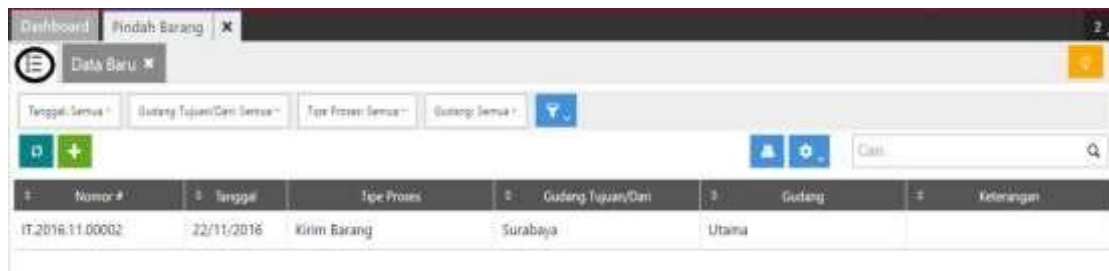 Dashboard Pindah Barang 2
Data Baru
Tanggal: Semua Gudang Tujuan/Dari: Semua Tipe Proses: Semua Gudang: Semua
Cari...
Nomor # Tanggal Tipe Proses Gudang Tujuan/Dari Gudang Keterangan
IT.2016.11.00002 22/11/2016 Kirim Barang Surabaya Utama